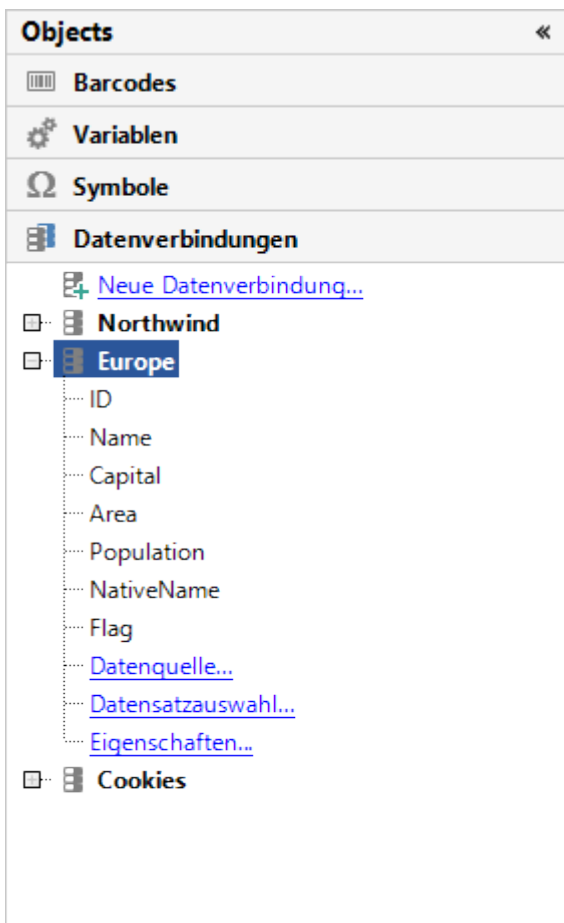 Objects «
Barcodes
Variablen
Ω Symbole
Datenverbindungen
Neue Datenverbindung...
Northwind
Europe
ID
Name
Capital
Area
Population
NativeName
Flag
Datenquelle...
Datensatzauswahl...
Eigenschaften...
Cookies